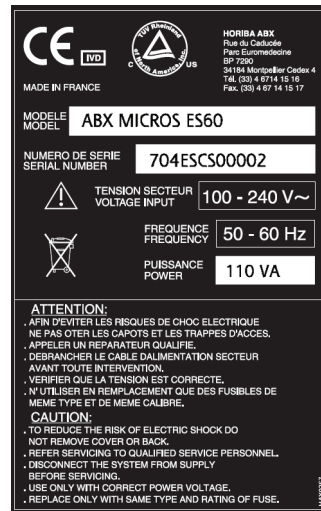 CE IVD
TÜV Rheinland
of North America, Inc.
C US
HORIBA ABX
Rue du Caducée
Parc Euromedecine
BP 7290
34184 Montpellier Cedex 4
Tél. (33) 4 6714 15 16
Fax. (33) 4 67 14 15 17
MADE IN FRANCE
MODELE
MODEL
ABX MICROS ES60
NUMERO DE SERIE
SERIAL NUMBER
704ESCS00002
TENSION SECTEUR
VOLTAGE INPUT
100 - 240 V~
FREQUENCE
FREQUENCY
50 - 60 Hz
PUISSANCE
POWER
110 VA
ATTENTION:
. AFIN D'EVITER LES RISQUES DE CHOC ELECTRIQUE
NE PAS OTER LES CAPOTS ET LES TRAPPES D'ACCES.
. APPELER UN REPARATEUR QUALIFIE.
. DEBRANCHER LE CABLE DALIMENTATION SECTEUR
AVANT TOUTE INTERVENTION.
. VERIFIER QUE LA TENSION EST CORRECTE.
. N' UTILISER EN REMPLACEMENT QUE DES FUSIBLES DE
MEME TYPE ET DE MEME CALIBRE.
CAUTION:
. TO REDUCE THE RISK OF ELECTRIC SHOCK DO
NOT REMOVE COVER OR BACK.
. REFER SERVICING TO QUALIFIED SERVICE PERSONNEL.
. DISCONNECT THE SYSTEM FROM SUPPLY
BEFORE SERVICING.
. USE ONLY WITH CORRECT POWER VOLTAGE.
. REPLACE ONLY WITH SAME TYPE AND RATING OF FUSE.